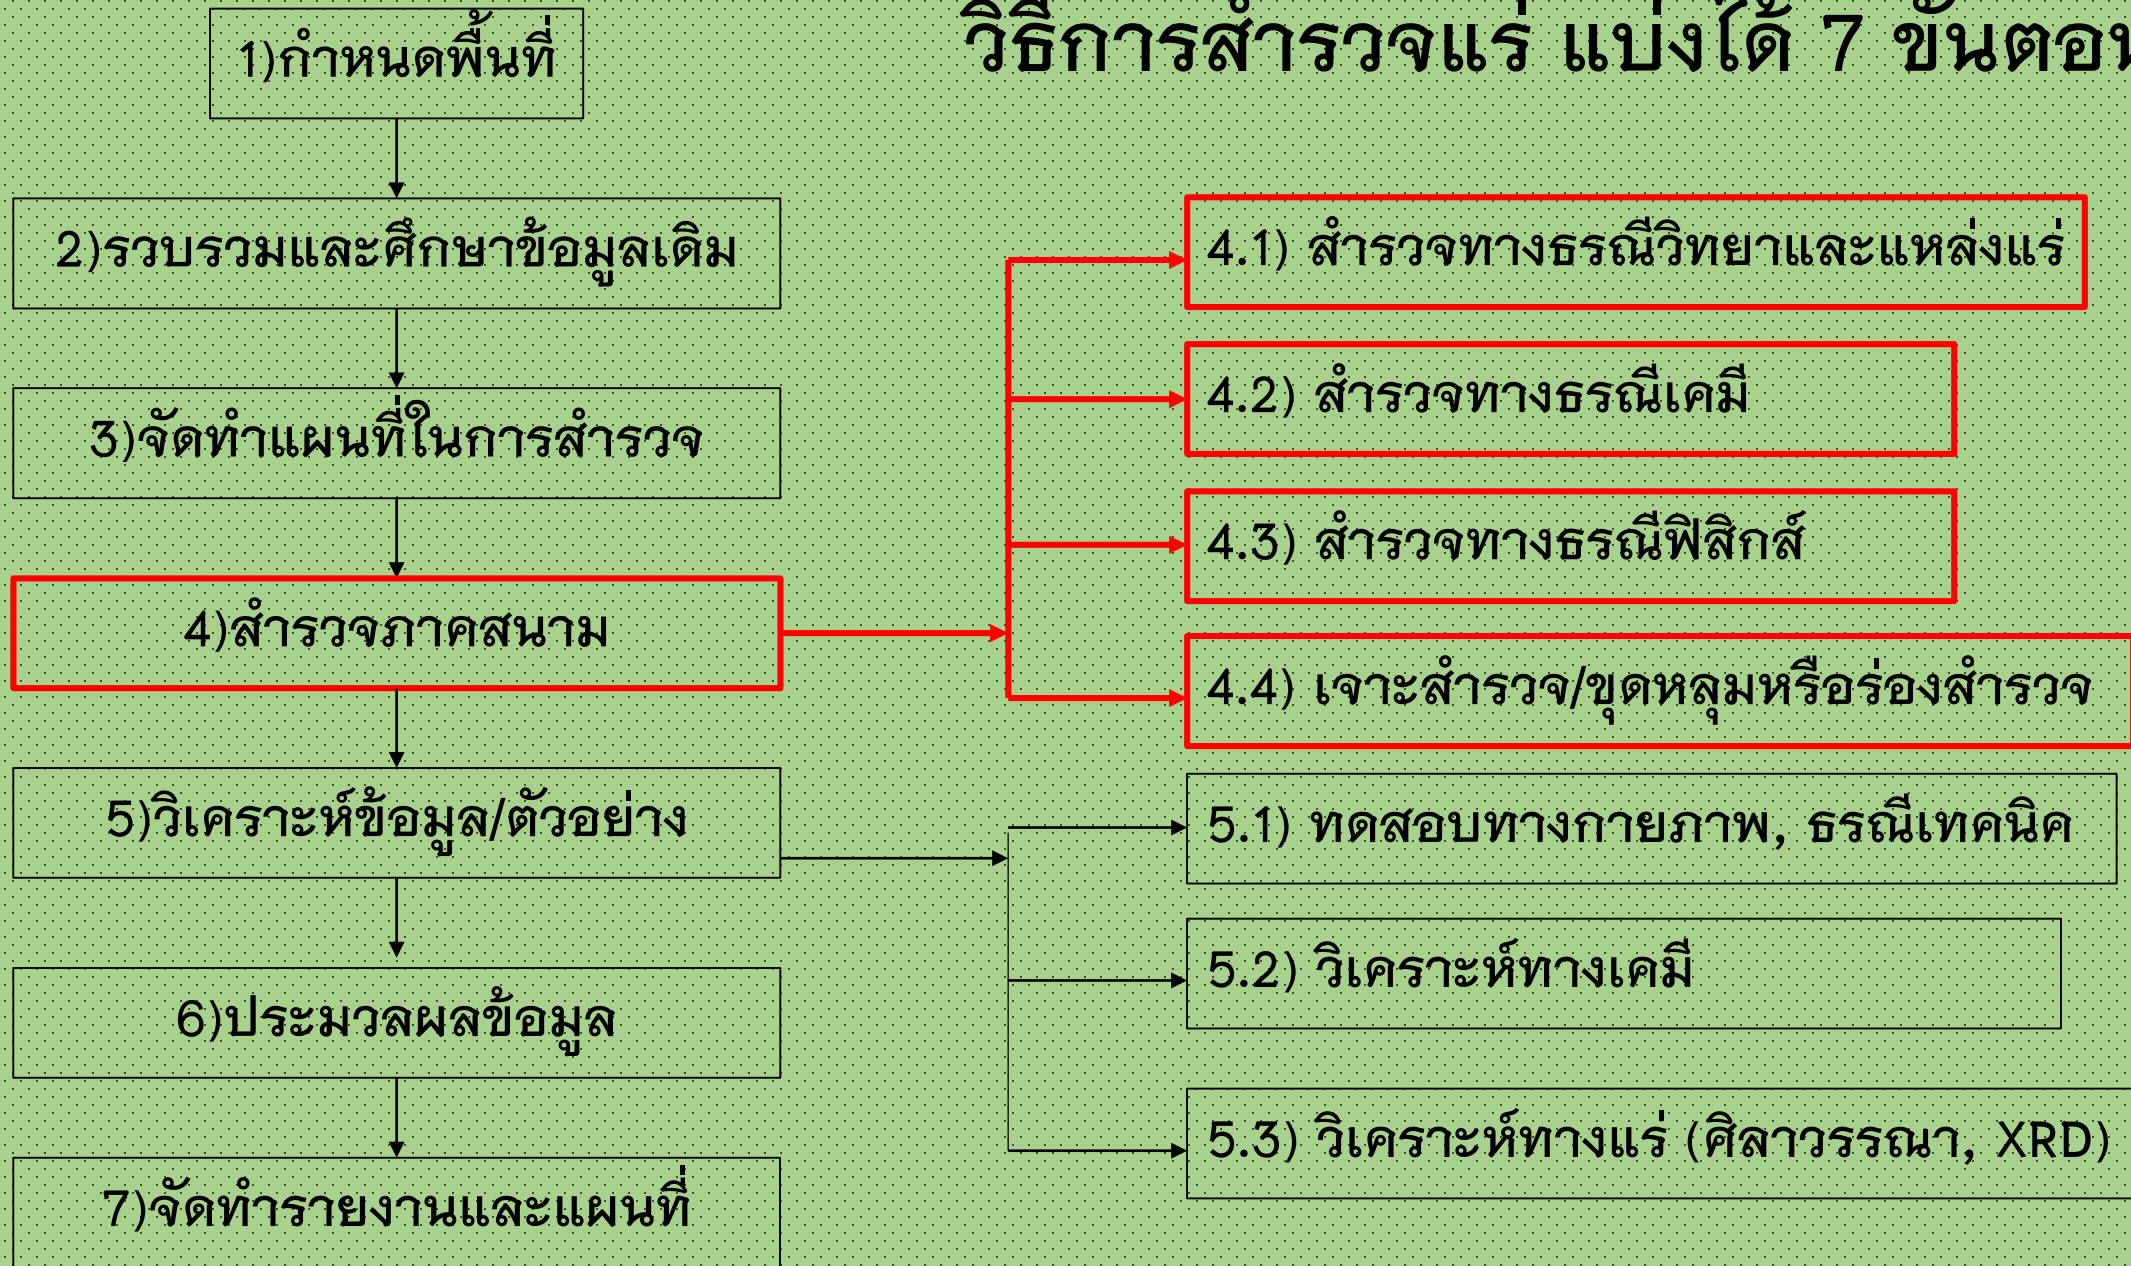 วิธีการสำรวจแร่ แบ่งได้ 7 ขั้นตอน
1)กำหนดพื้นที่
2)รวบรวมและศึกษาข้อมูลเดิม
3)จัดทำแผนที่ในการสำรวจ
4)สำรวจภาคสนาม
4.1) สำรวจทางธรณีวิทยาและแหล่งแร่
4.2) สำรวจทางธรณีเคมี
4.3) สำรวจทางธรณีฟิสิกส์
4.4) เจาะสำรวจ/ขุดหลุมหรือร่องสำรวจ
5)วิเคราะห์ข้อมูล/ตัวอย่าง
5.1) ทดสอบทางกายภาพ, ธรณีเทคนิค
5.2) วิเคราะห์ทางเคมี
5.3) วิเคราะห์ทางแร่ (ศิลาวรรณา, XRD)
6)ประมวลผลข้อมูล
7)จัดทำรายงานและแผนที่